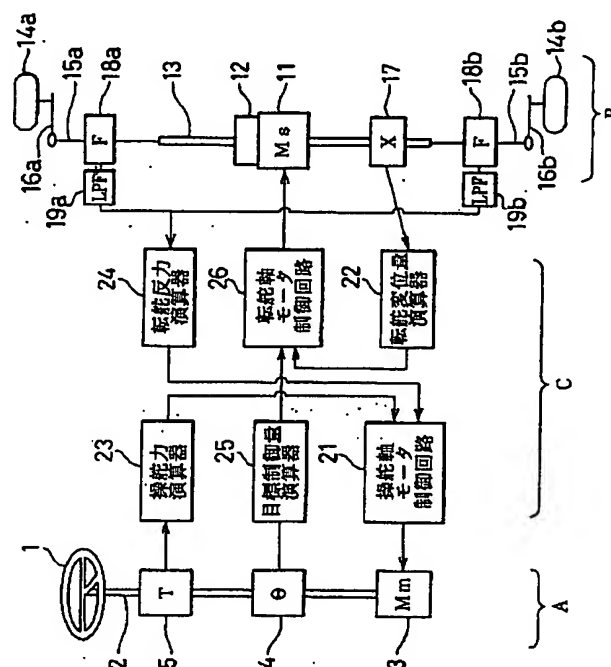 14a
15a
18a
13
12
11
17
18b
15b
14b
16a
F
Ms
X
F
16b
LPF
LPF
19a
19b
B
24
転舵反力
演算器
26
転舵軸
モータ
制御回路
22
転舵変位量
演算器
C
23
操舵力
演算器
25
目標制御量
演算器
21
操舵軸
モータ
制御回路
1
2
T
5
Θ
4
Mm
3
A